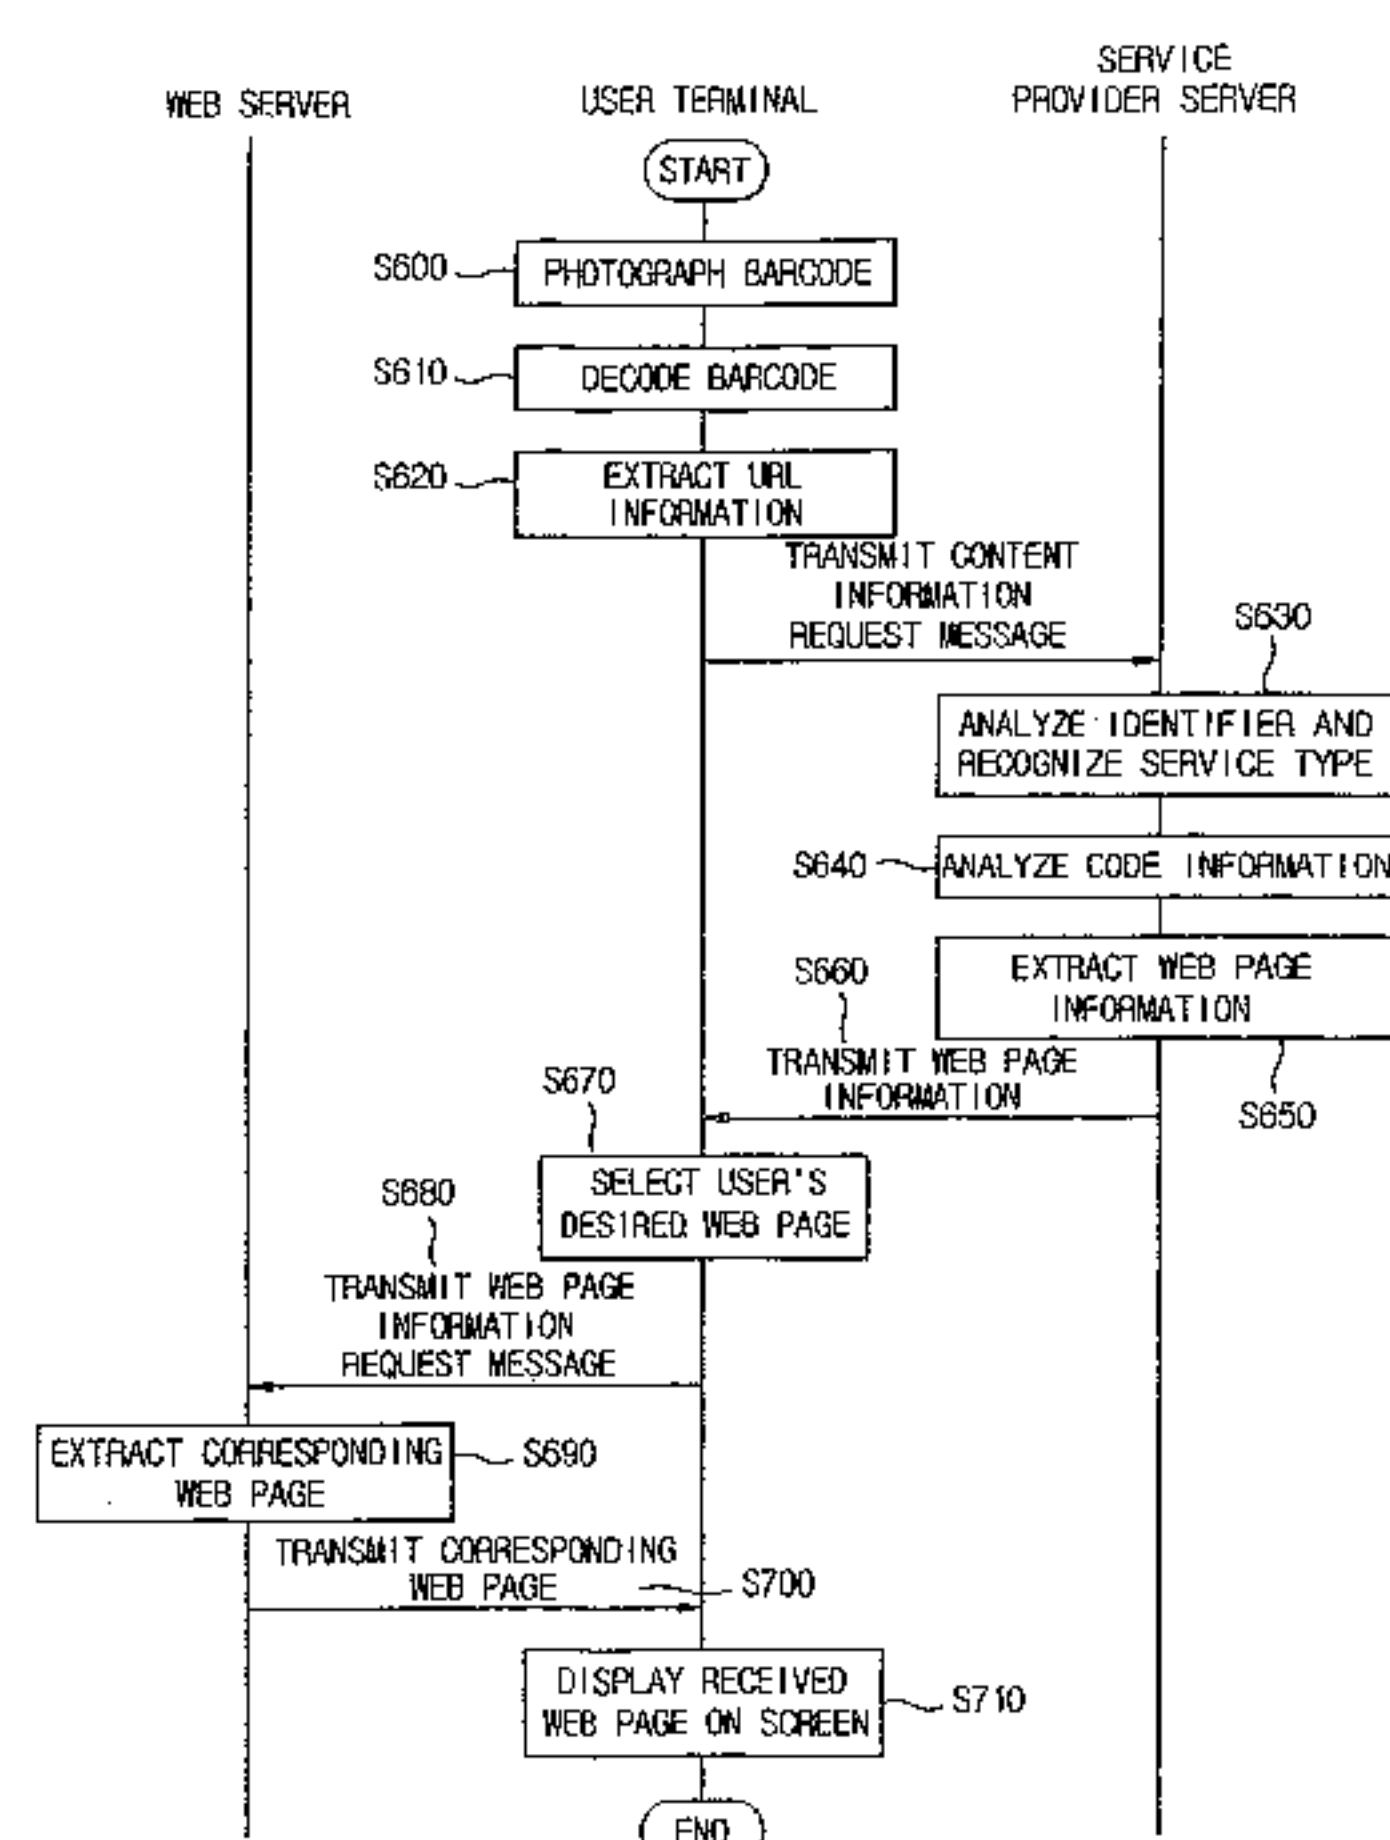 WEB SERVER
USER TERMINAL
SERVICE
PROVIDER SERVER
START
S600
PHOTOGRAPH BARCODE
S610
DECODE BARCODE
S620
EXTRACT URL
INFORMATION
TRANSMIT CONTENT
INFORMATION
REQUEST MESSAGE
S630
ANALYZE IDENTIFIER AND
RECOGNIZE SERVICE TYPE
S640
ANALYZE CODE INFORMATION
EXTRACT WEB PAGE
INFORMATION
S650
S660
TRANSMIT WEB PAGE
INFORMATION
S670
SELECT USER'S
DESIRED WEB PAGE
S680
TRANSMIT WEB PAGE
INFORMATION
REQUEST MESSAGE
EXTRACT CORRESPONDING
WEB PAGE
S690
TRANSMIT CORRESPONDING
WEB PAGE
S700
DISPLAY RECEIVED
WEB PAGE ON SCREEN
S710
END